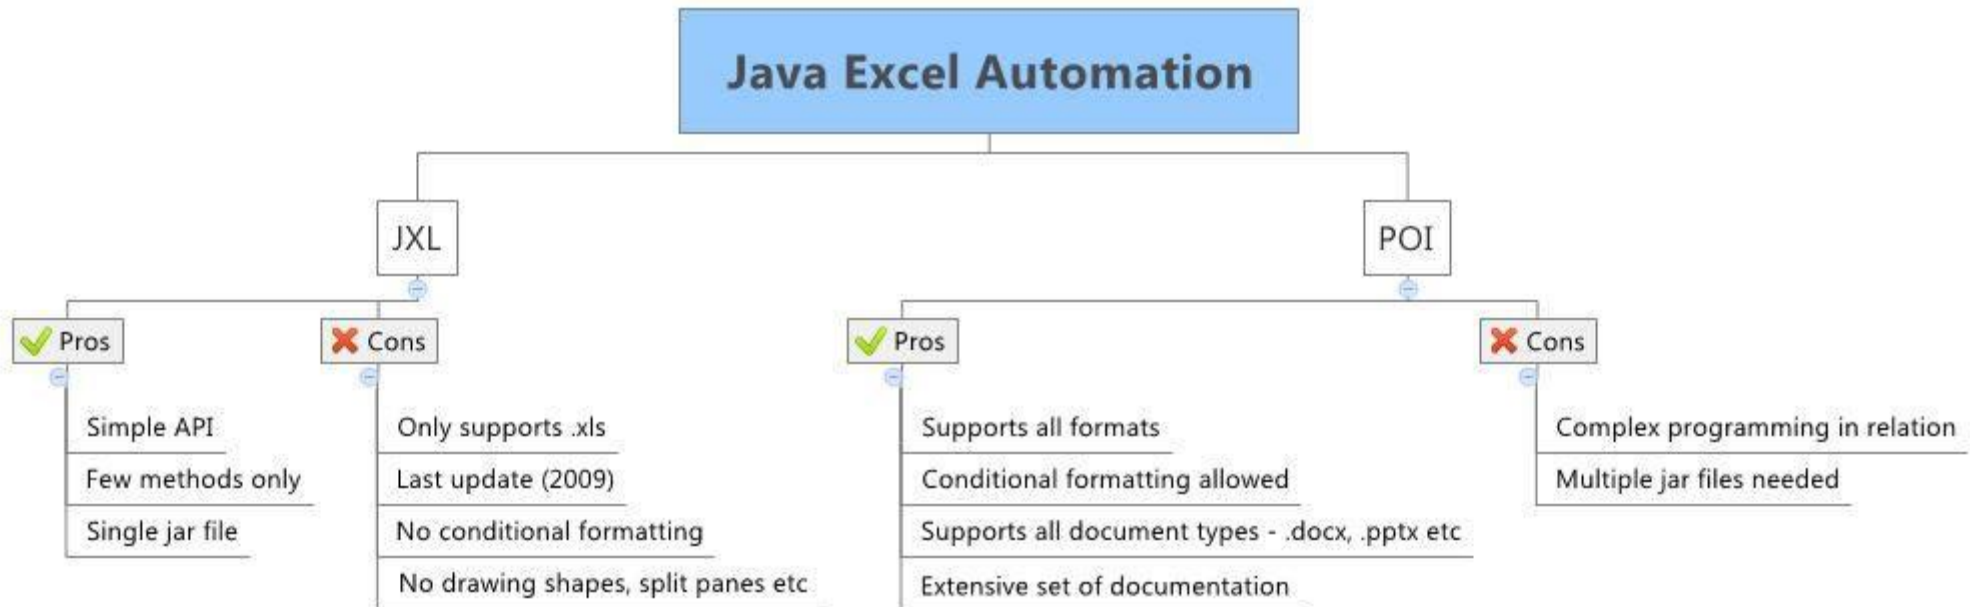 Java Excel Automation
JXL
POI
Pros
Cons
Pros
Cons
Simple API
Few methods only
Single jar file
Only supports .xls
Last update (2009)
No conditional formatting
No drawing shapes, split panes etc
Supports all formats
Conditional formatting allowed
Supports all document types - .docx, .pptx etc
Extensive set of documentation
Complex programming in relation
Multiple jar files needed